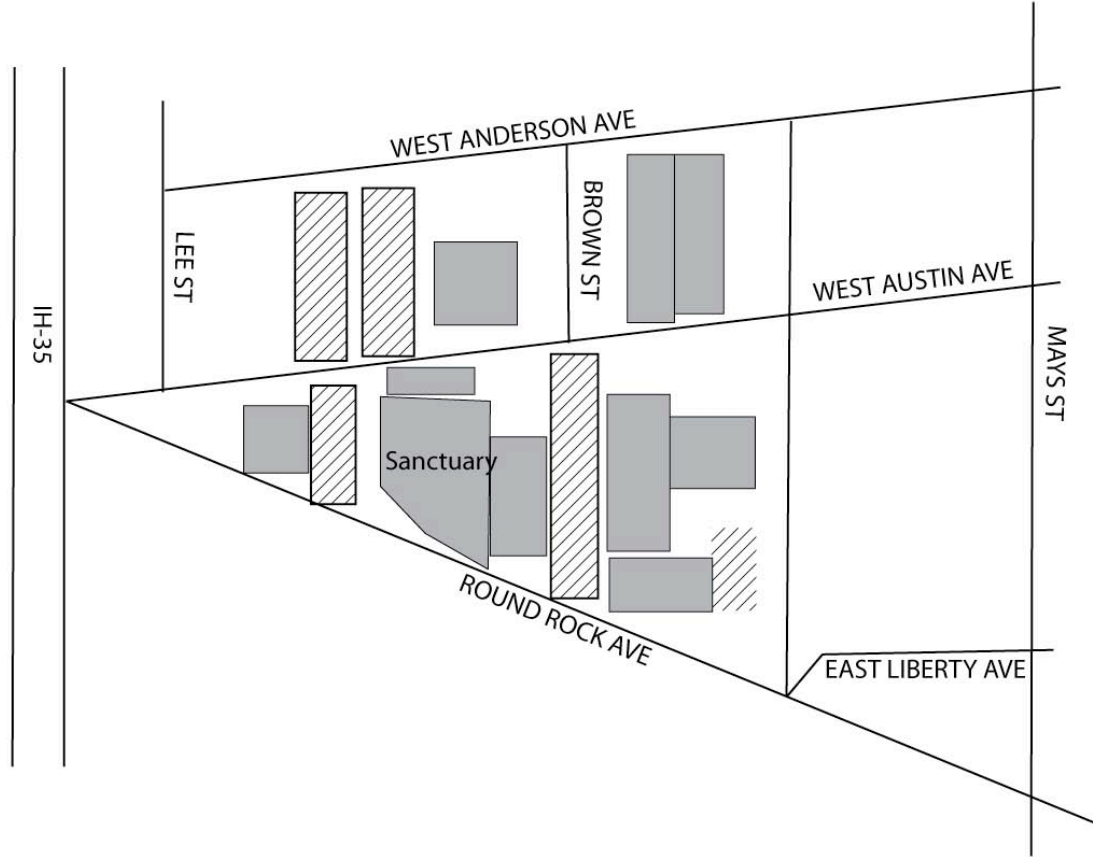 WEST ANDERSON AVE
BROWN ST
LEE ST
WEST AUSTIN AVE
IH-35
MAYS ST
Sanctuary
ROUND ROCK AVE
EAST LIBERTY AVE